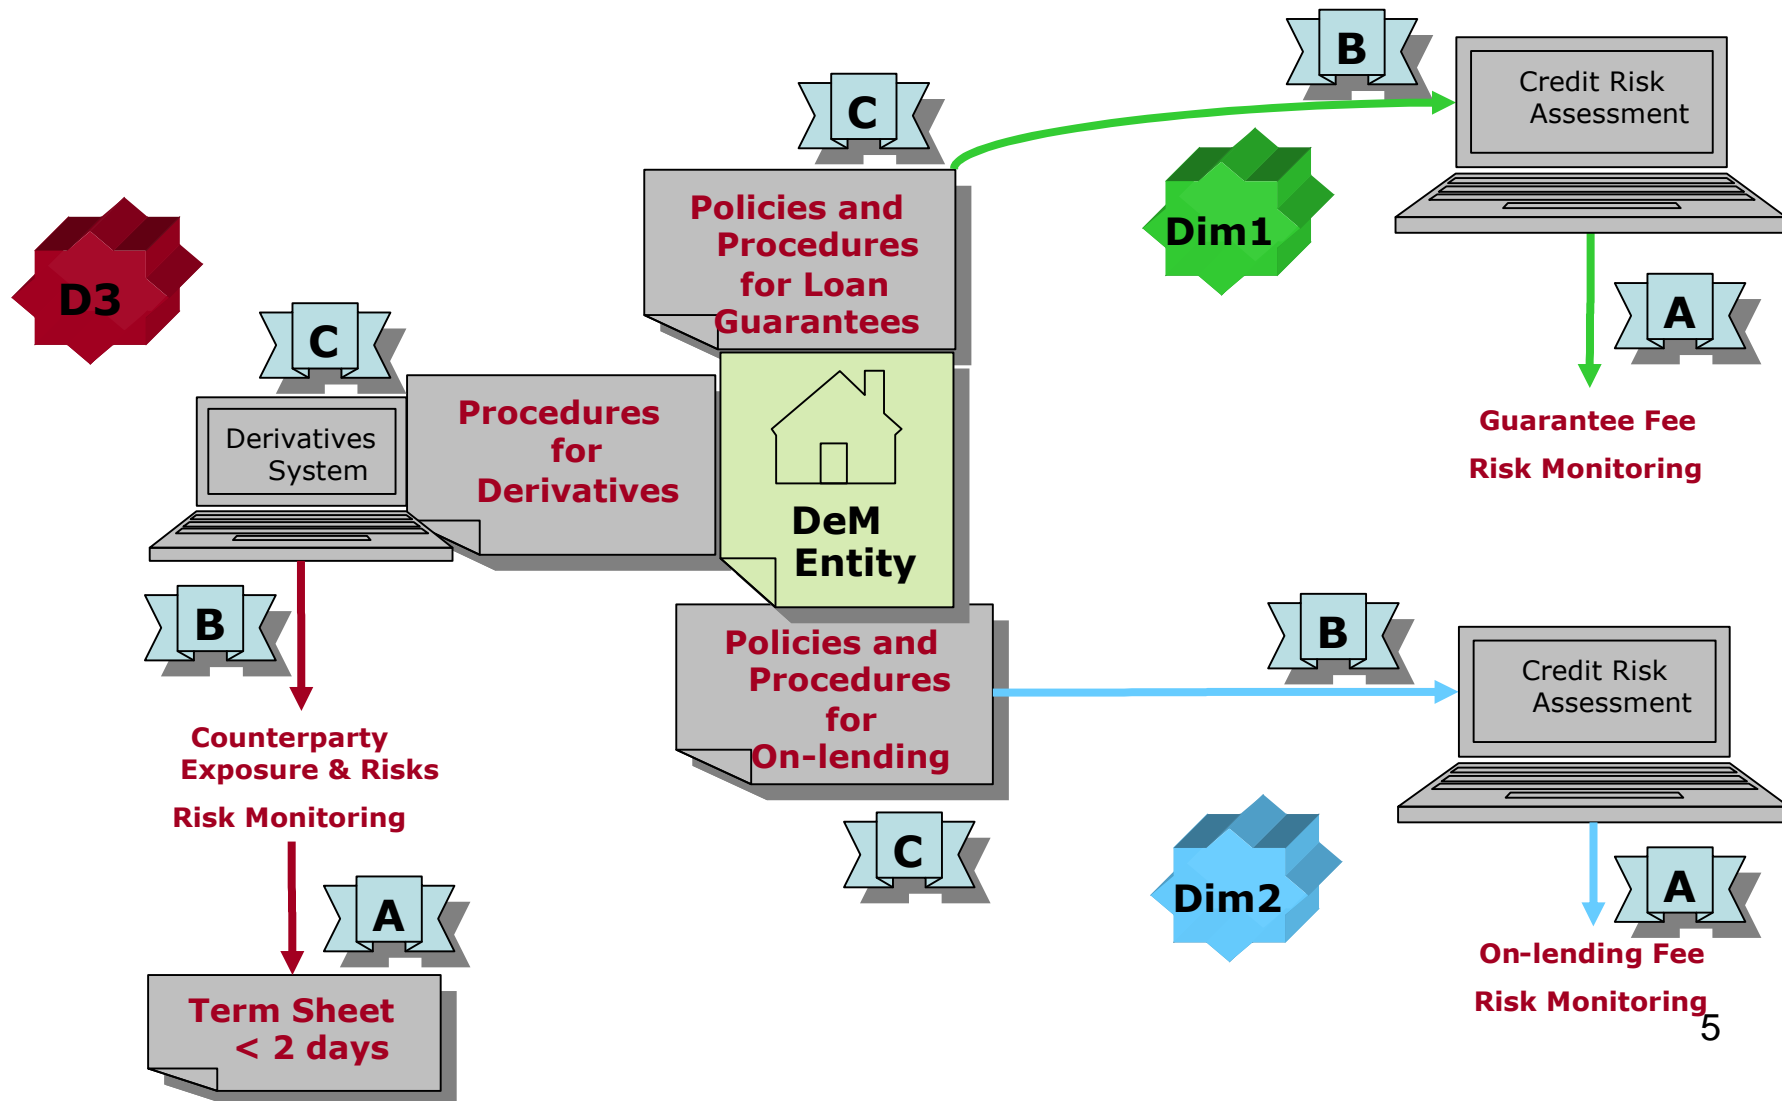 B
Credit Risk
Assessment
C
Policies and
Procedures
for Loan
Guarantees
Dim1
D3
A
C
Guarantee Fee
Risk Monitoring
Derivatives
System
Procedures
for
Derivatives
DeM
Entity
B
Policies and
Procedures
for
On-lending
B
Credit Risk
Assessment
Counterparty
Exposure & Risks
Risk Monitoring
C
Dim2
A
A
On-lending Fee
Risk Monitoring
Term Sheet
< 2 days
5